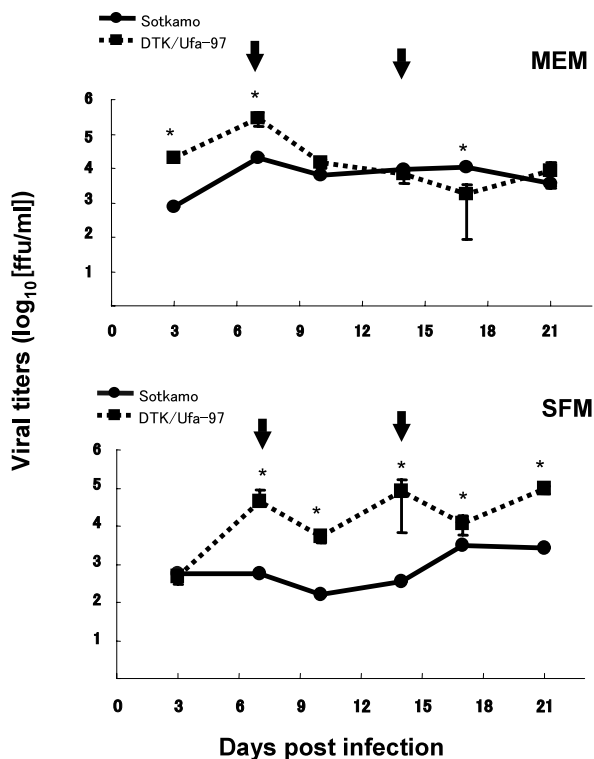 Sotkamo
DTK/Ufa-97
MEM
*
*
*
6
5
4
3
2
1
0 3 6 9 12 15 18 21
Viral titers (log10[ffu/ml])
Sotkamo
DTK/Ufa-97
SFM
*
*
*
*
*
6
5
4
3
2
1
0 3 6 9 12 15 18 21
Days post infection